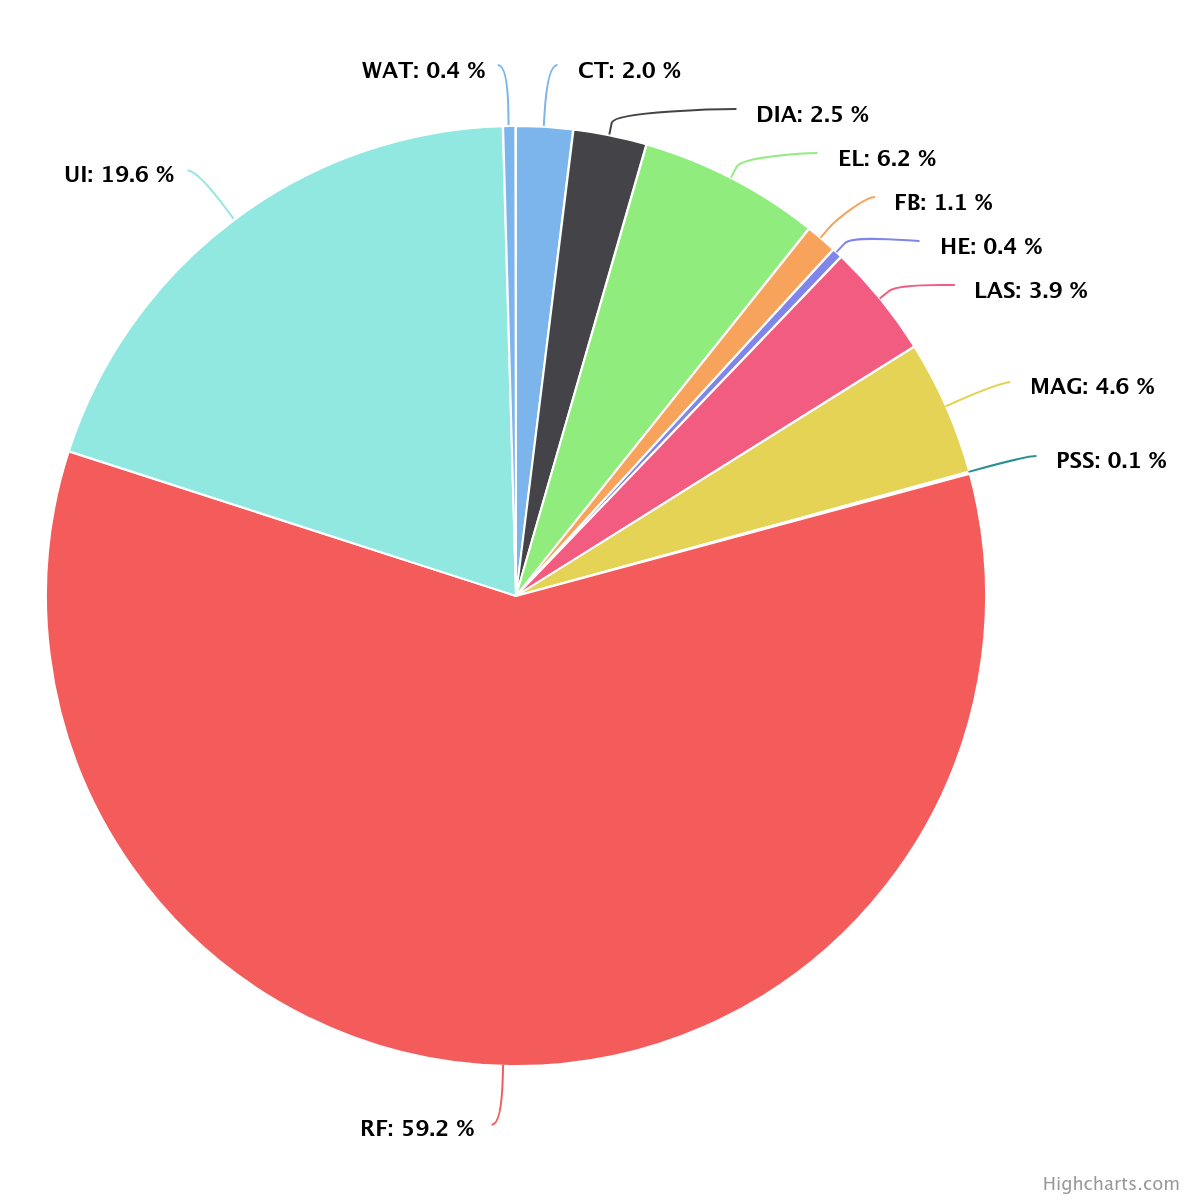 WAT: 0.4 %
CT: 2.0 %
DIA: 2.5 %
EL: 6.2 %
UI: 19.6 %
FB: 1.1 %
HE: 0.4 %
LAS: 3.9 %
MAG: 4.6 %
PSS: 0.1 %
RF: 59.2 %
Highcharts.com